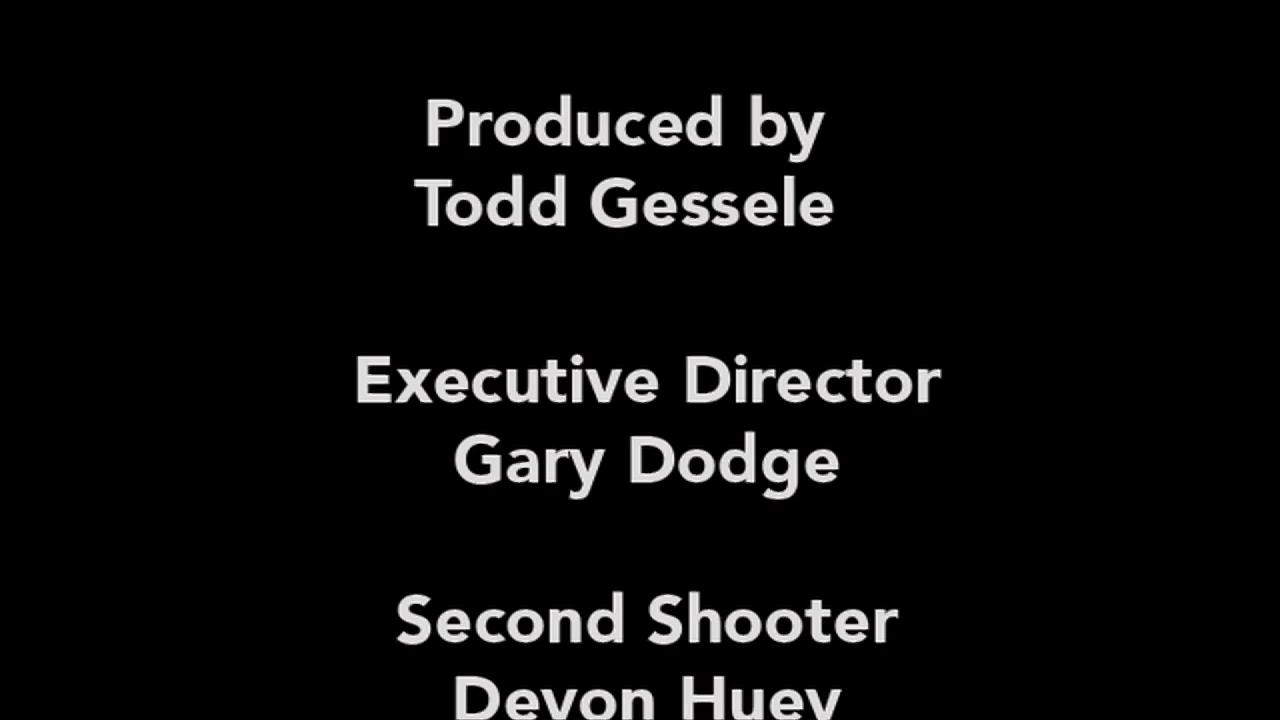 Produced by
Todd Gessele
Executive Director
Gary Dodge
Second Shooter
Devon Huey